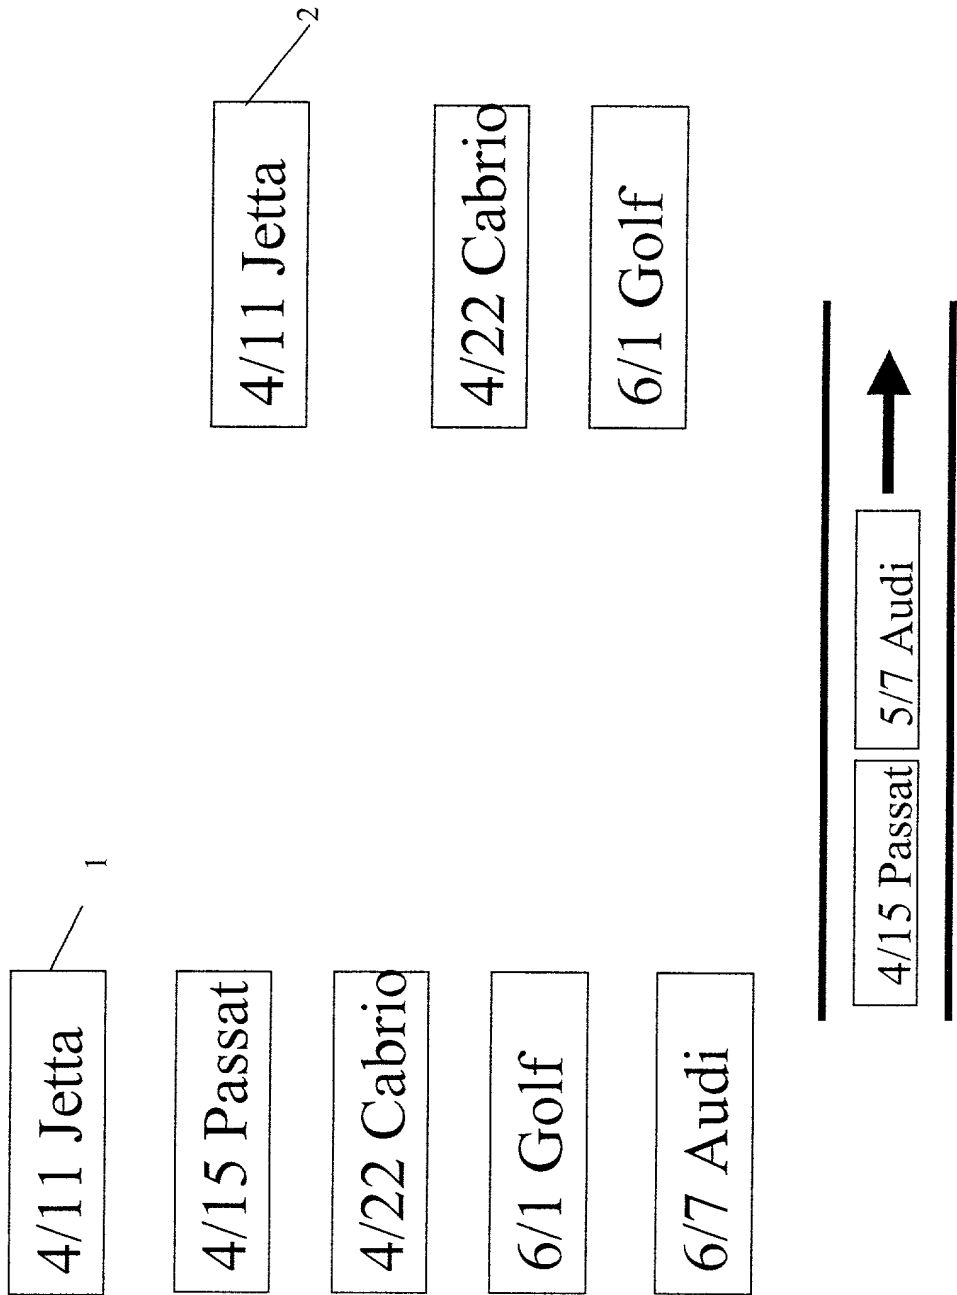 1
4/11 Jetta
4/15 Passat
4/22 Cabrio
6/1 Golf
6/7 Audi
2
4/11 Jetta
4/22 Cabrio
6/1 Golf
4/15 Passat
5/7 Audi